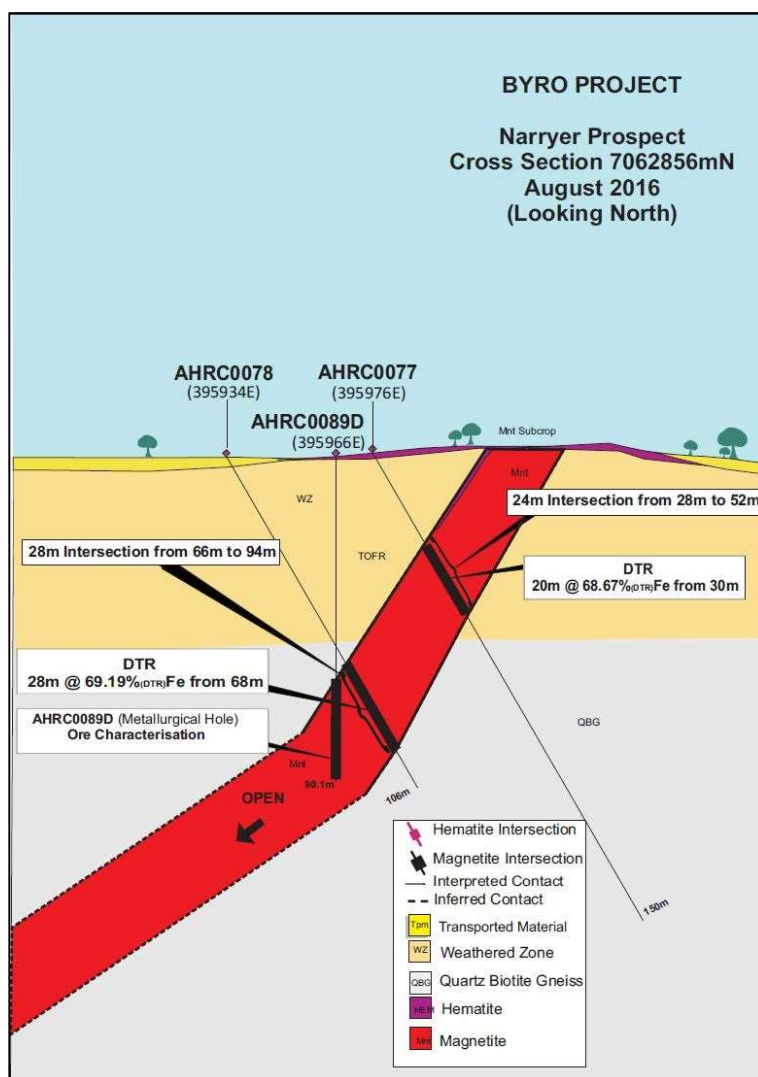 BYRO PROJECT
Narryer Prospect
Cross Section 7062856mN
August 2016
(Looking North)
AHRC0078
(395934E)
AHRC0077
(395976E)
AHRC0089D
(395966E)
Mnt Subcrop
Mnt
WZ
24m Intersection from 28m to 52m
28m Intersection from 66m to 94m
TOFR
DTR
20m @ 68.67%(DTR)Fe from 30m
DTR
28m @ 69.19%(DTR)Fe from 68m
AHRC0089D (Metallurgical Hole)
Ore Characterisation
QBG
Mnt
90.1m
106m
OPEN
150m
Hematite Intersection
Magnetite Intersection
Interpreted Contact
Inferred Contact
Tpm Transported Material
WZ Weathered Zone
QBG Quartz Biotite Gneiss
HEM Hematite
Mnt Magnetite